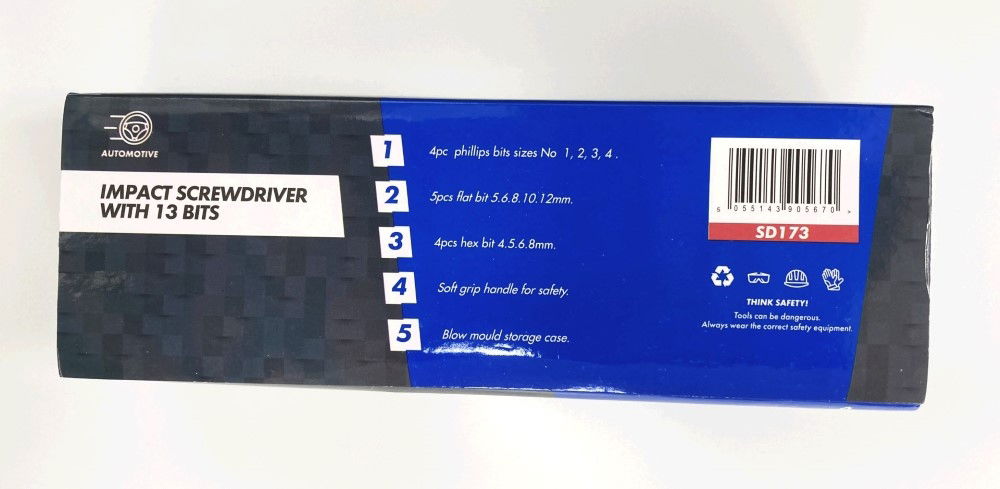 AUTOMOTIVE
IMPACT SCREWDRIVER
WITH 13 BITS
1 4pc phillips bits sizes No 1, 2, 3, 4 .
2 5pcs flat bit 5.6.8.10.12mm.
3 4pcs hex bit 4.5.6.8mm.
4 Soft grip handle for safety.
5 Blow mould storage case.
5 055143 905670 >
SD173
THINK SAFETY!
Tools can be dangerous.
Always wear the correct safety equipment.